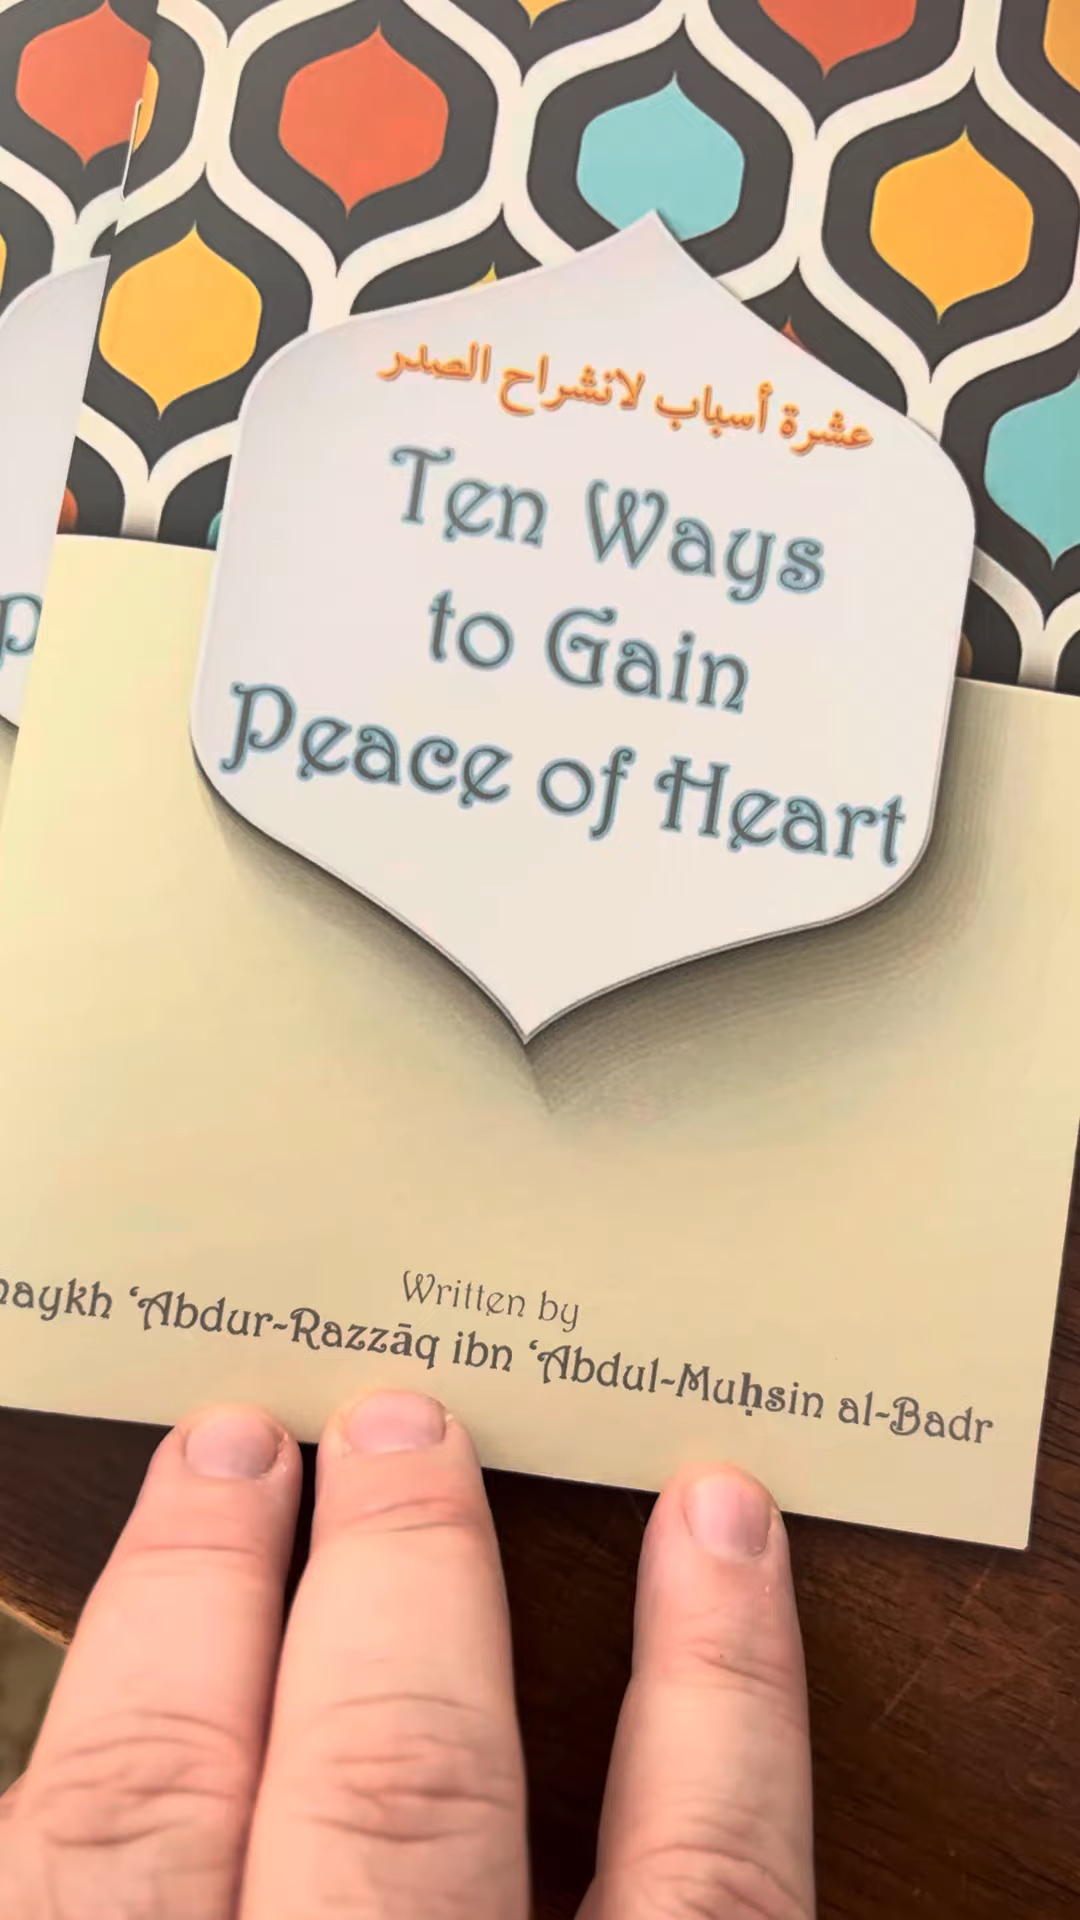 عشرة أسباب لانشراح الصدر
Ten Ways
to Gain
Peace of Heart
Written by
haykh ‘Abdur-Razzāq ibn ‘Abdul-Muḥsin al-Badr